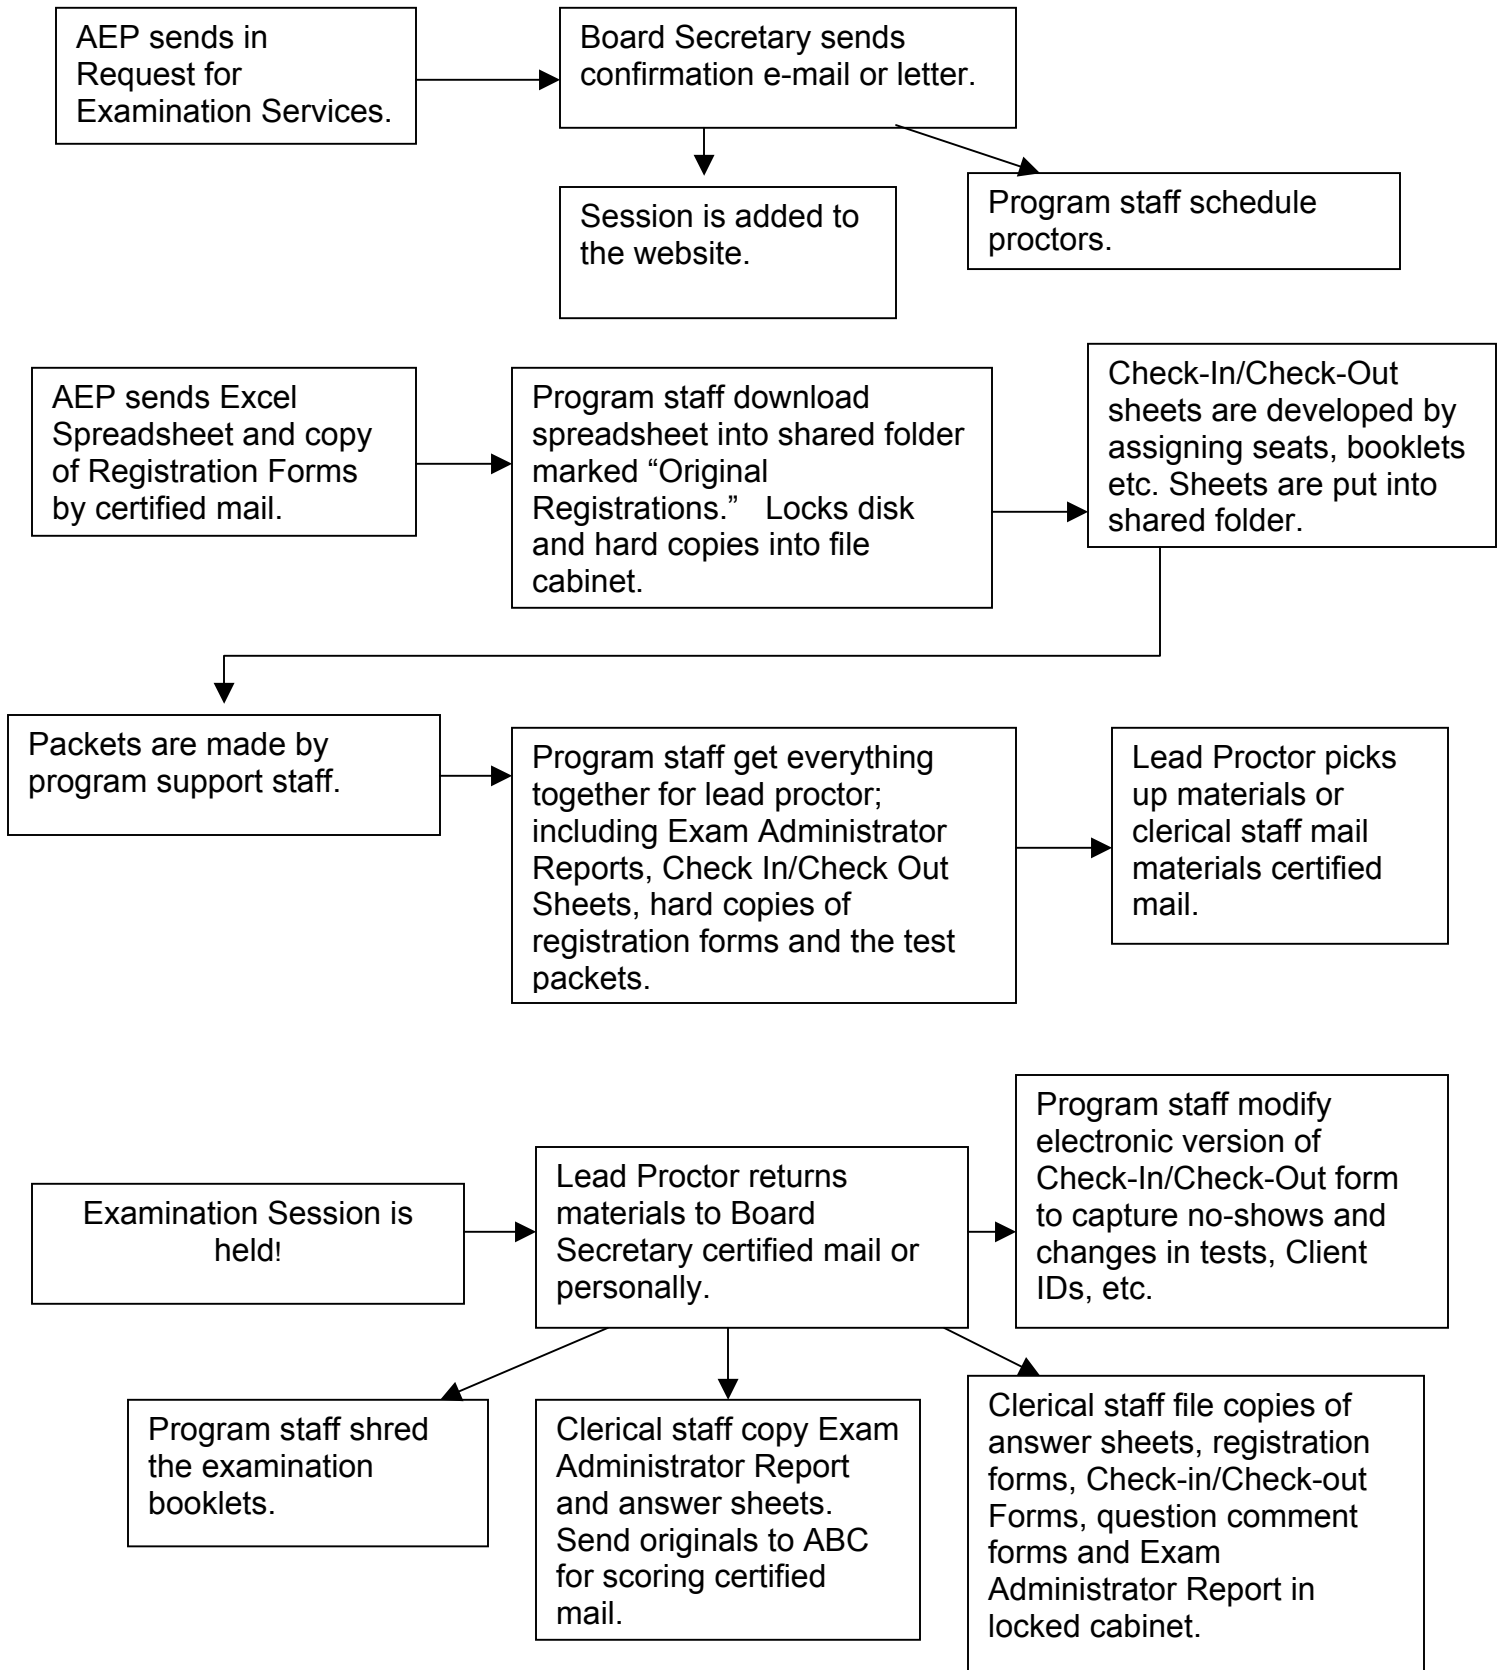 AEP sends in
Request for
Examination Services.
Board Secretary sends
confirmation e-mail or letter.
Session is added to
the website.
Program staff schedule
proctors.
AEP sends Excel
Spreadsheet and copy
of Registration Forms
by certified mail.
Program staff download
spreadsheet into shared folder
marked “Original
Registrations.”   Locks disk
and hard copies into file
cabinet.
Check-In/Check-Out
sheets are developed by
assigning seats, booklets
etc. Sheets are put into
shared folder.
Packets are made by
program support staff.
Program staff get everything
together for lead proctor;
including Exam Administrator
Reports, Check In/Check Out
Sheets, hard copies of
registration forms and the test
packets.
Lead Proctor picks
up materials or
clerical staff mail
materials certified
mail.
Examination Session is
held!
Lead Proctor returns
materials to Board
Secretary certified mail or
personally.
Program staff modify
electronic version of
Check-In/Check-Out form
to capture no-shows and
changes in tests, Client
IDs, etc.
Program staff shred
the examination
booklets.
Clerical staff copy Exam
Administrator Report
and answer sheets.
Send originals to ABC
for scoring certified
mail.
Clerical staff file copies of
answer sheets, registration
forms, Check-in/Check-out
Forms, question comment
forms and Exam
Administrator Report in
locked cabinet.